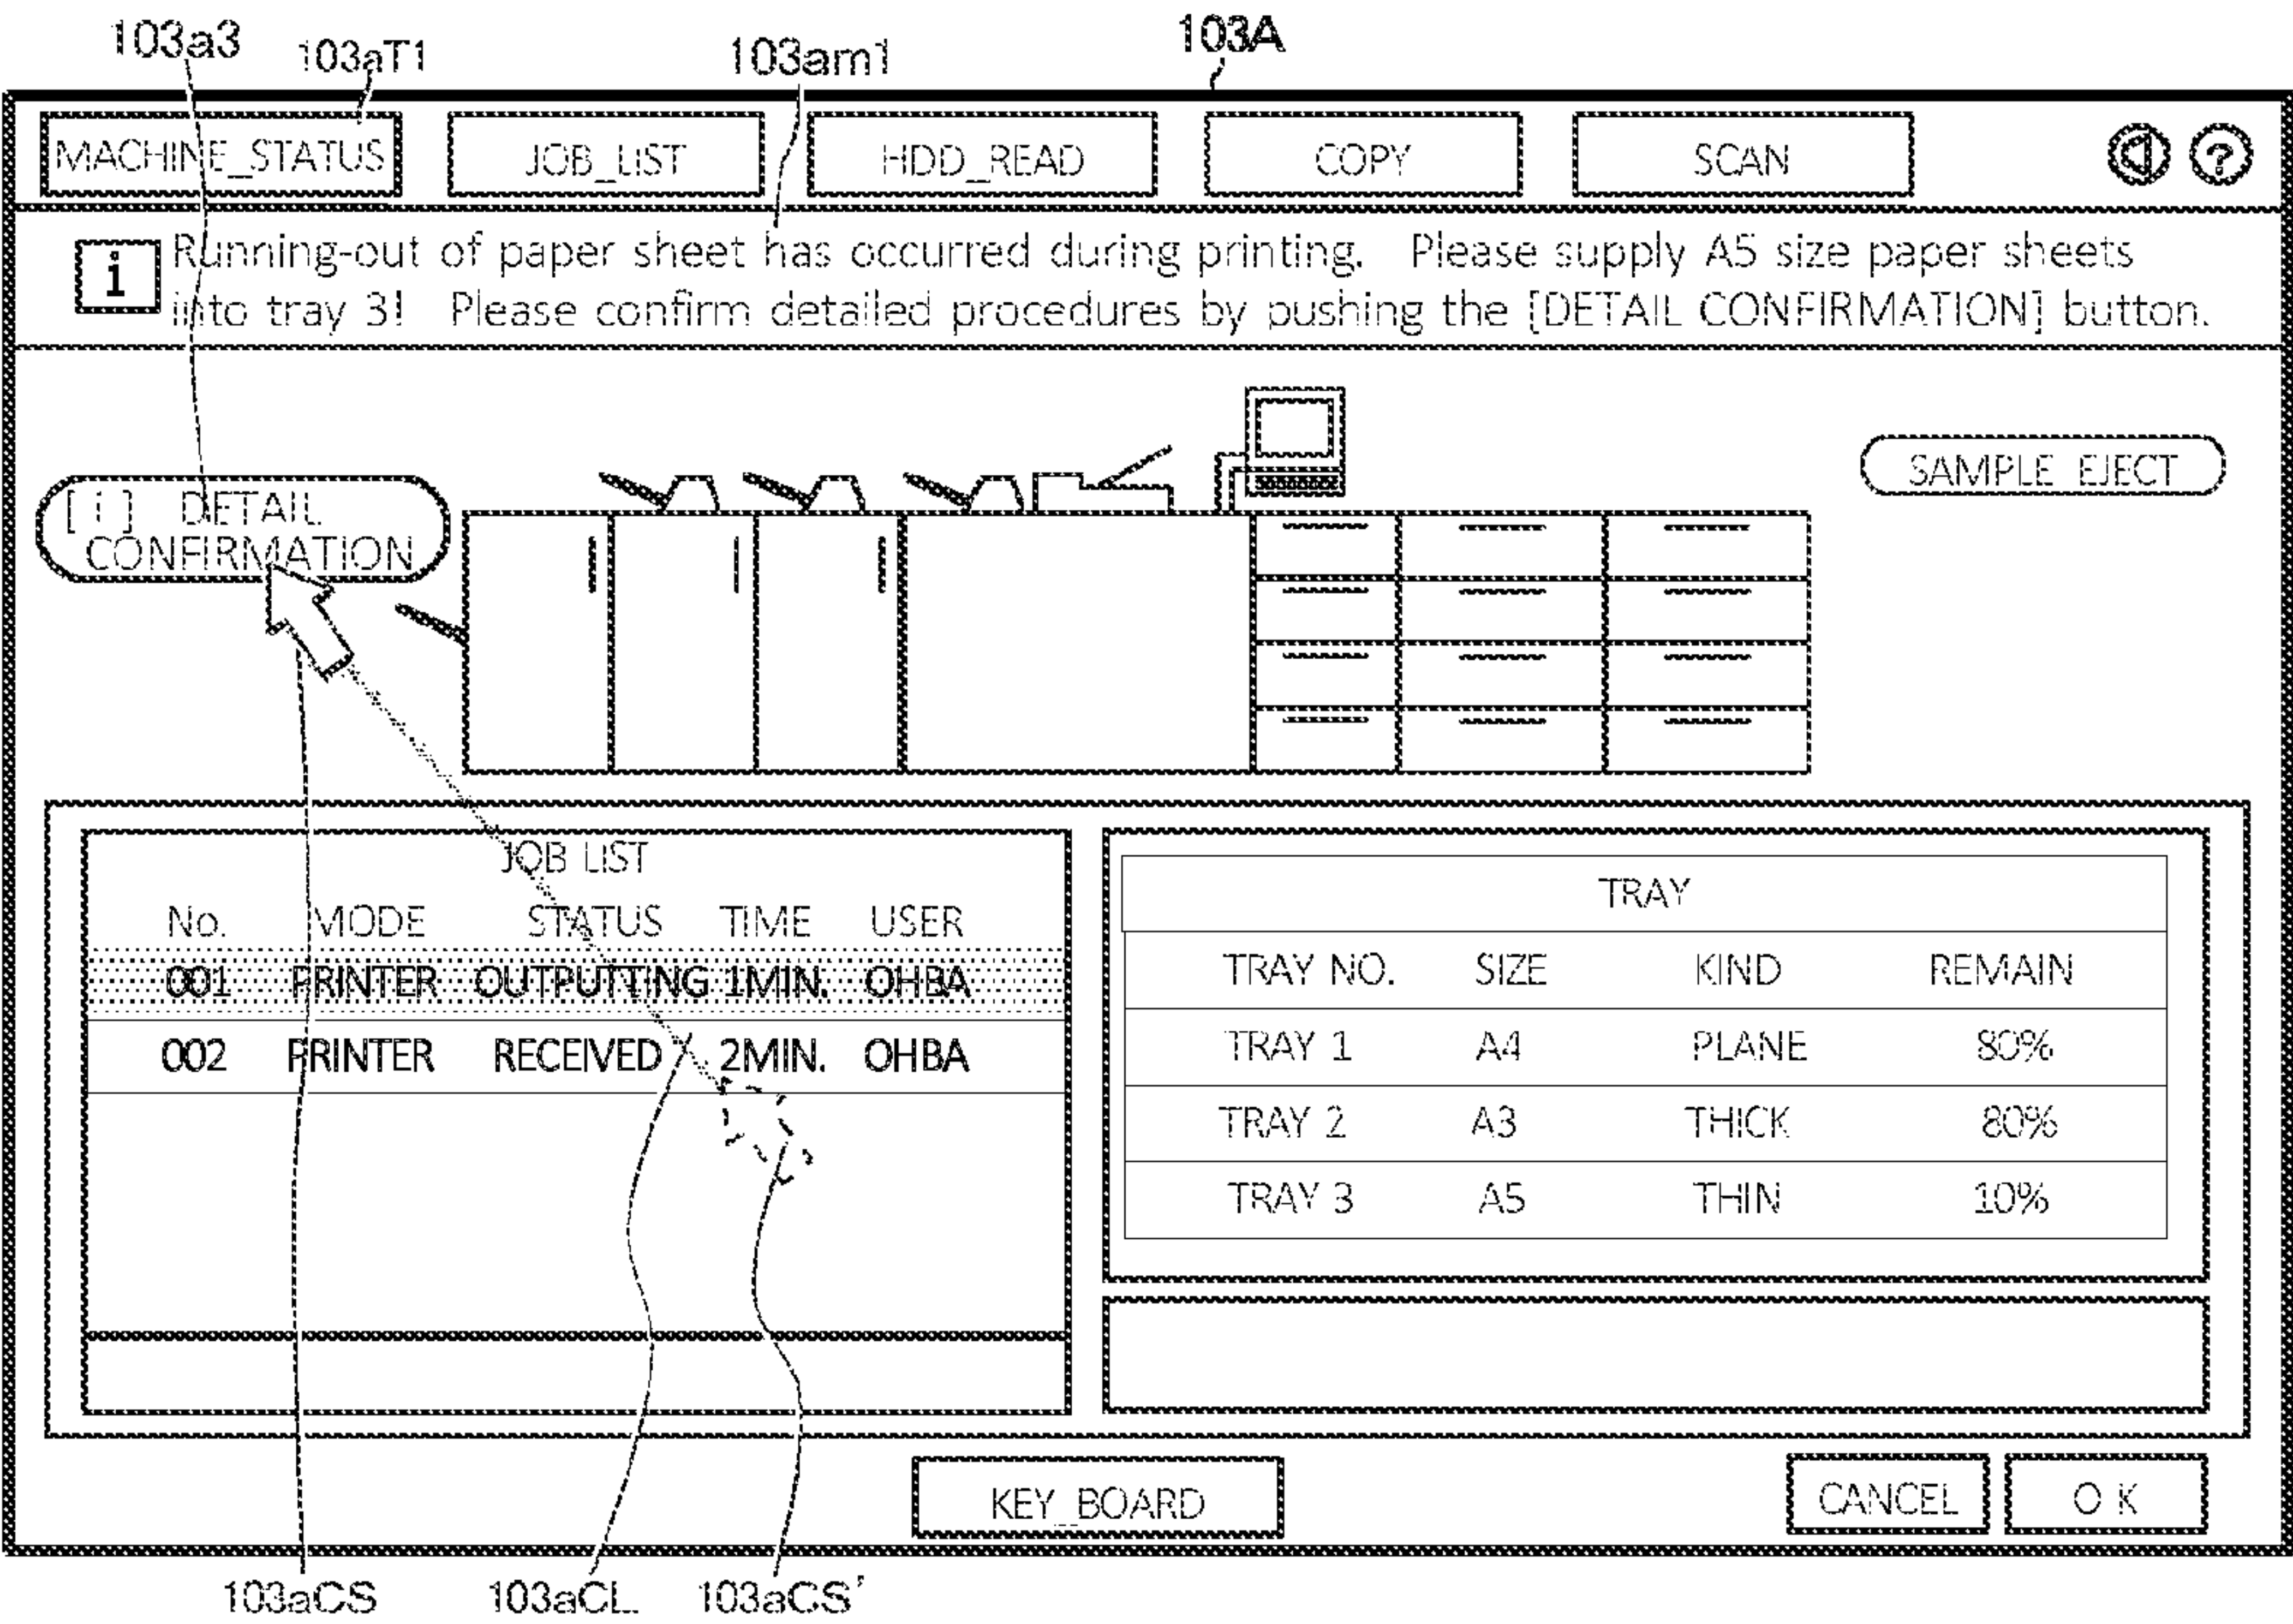 103a3 103aT1 103am1 103A
MACHINE_STATUS JOB_LIST HDD_READ COPY SCAN ?
i Running-out of paper sheet has occurred during printing. Please supply A5 size paper sheets
into tray 3! Please confirm detailed procedures by pushing the [DETAIL CONFIRMATION] button.
SAMPLE EJECT
[ i ] DETAIL
CONFIRMATION
JOB LIST
No. MODE STATUS TIME USER
001 PRINTER OUTPUTTING 1MIN. OHBA
002 PRINTER RECEIVED 2MIN. OHBA
TRAY
TRAY NO. SIZE KIND REMAIN
TRAY 1 A4 PLANE 80%
TRAY 2 A3 THICK 80%
TRAY 3 A5 THIN 10%
KEY_BOARD CANCEL O K
103aCS 103aCL 103aCS'